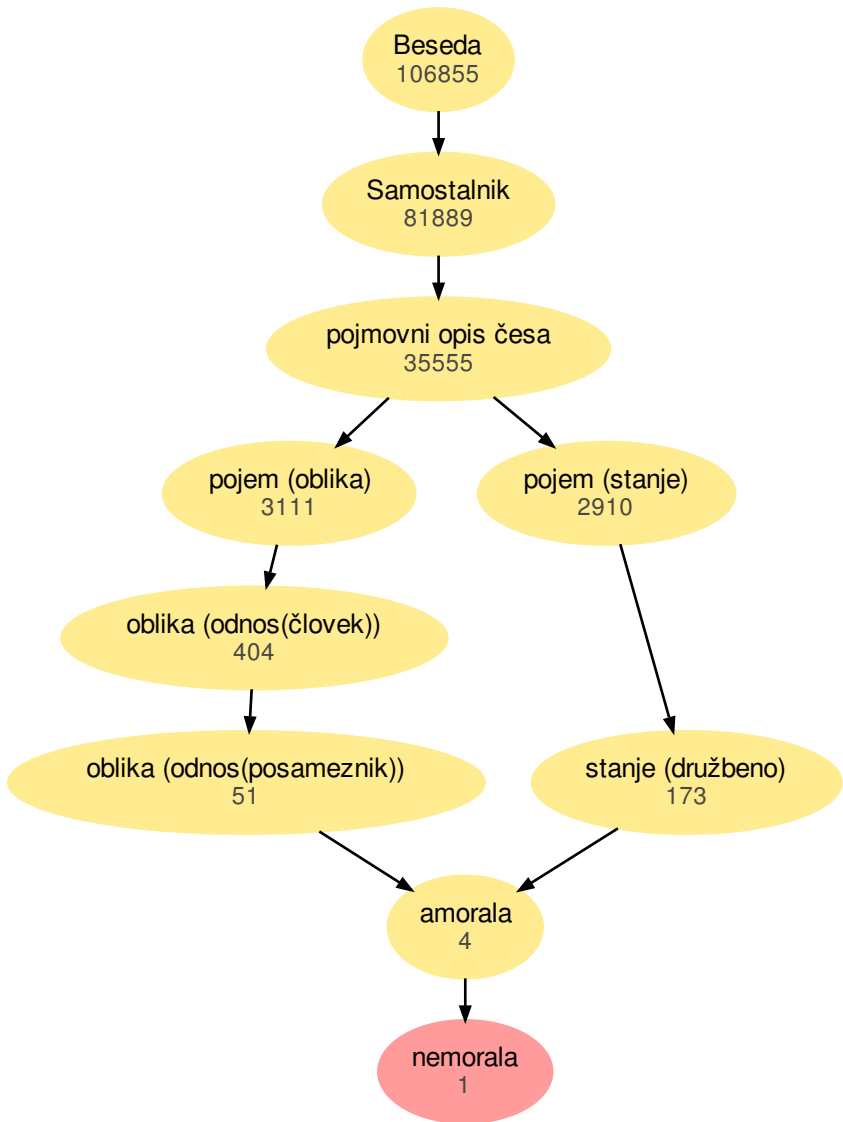 Beseda
106855
Samostalnik
81889
pojmovni opis česa
35555
pojem (oblika)
3111
pojem (stanje)
2910
oblika (odnos(človek))
404
oblika (odnos(posameznik))
51
stanje (družbeno)
173
amorala
4
nemorala
1